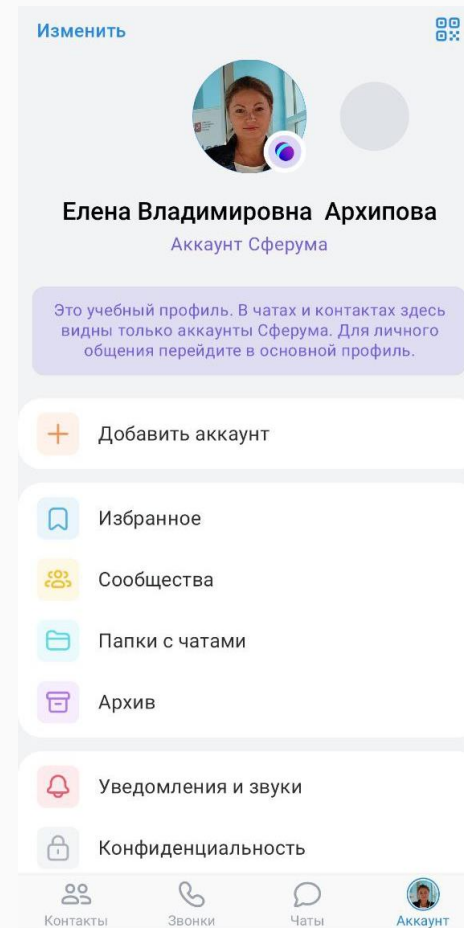 Изменить
Елена Владимировна Архипова
Аккаунт Сферума
Это учебный профиль. В чатах и контактах здесь
видны только аккаунты Сферума. Для личного
общения перейдите в основной профиль.
Добавить аккаунт
Избранное
Сообщества
Папки с чатами
Архив
Уведомления и звуки
Конфиденциальность
Контакты Звонки Чаты Аккаунт